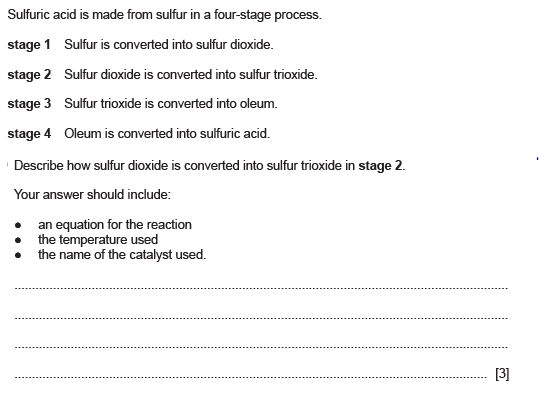 Sulfuric acid is made from sulfur in a four-stage process.
stage 1 Sulfur is converted into sulfur dioxide.
stage 2 Sulfur dioxide is converted into sulfur trioxide.
stage 3 Sulfur trioxide is converted into oleum.
stage 4 Oleum is converted into sulfuric acid.
Describe how sulfur dioxide is converted into sulfur trioxide in stage 2.
Your answer should include:
● an equation for the reaction
● the temperature used
● the name of the catalyst used.
[3]